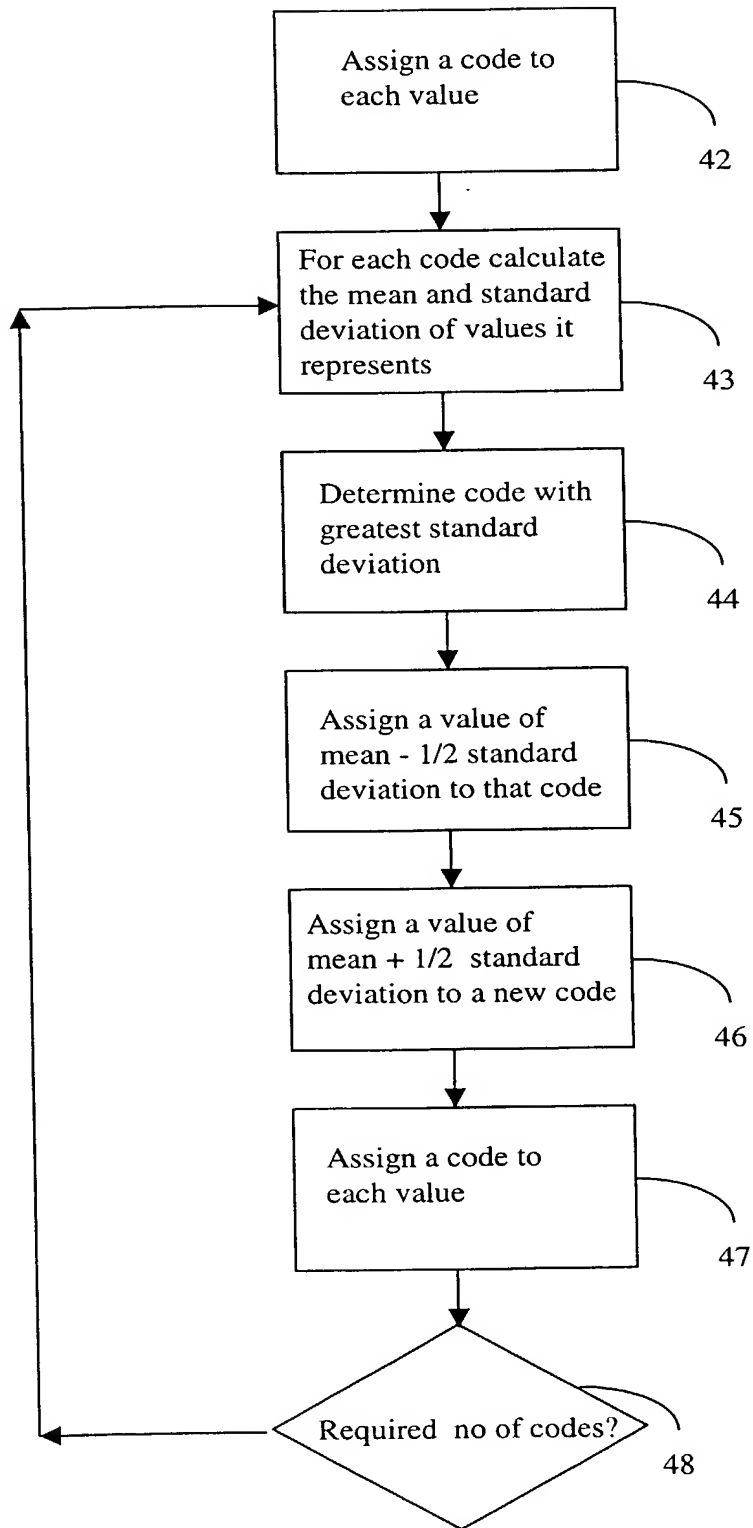 Assign a code to
each value
42
For each code calculate
the mean and standard
deviation of values it
represents
43
Determine code with
greatest standard
deviation
44
Assign a value of
mean - 1/2 standard
deviation to that code
45
Assign a value of
mean + 1/2 standard
deviation to a new code
46
Assign a code to
each value
47
Required no of codes?
48